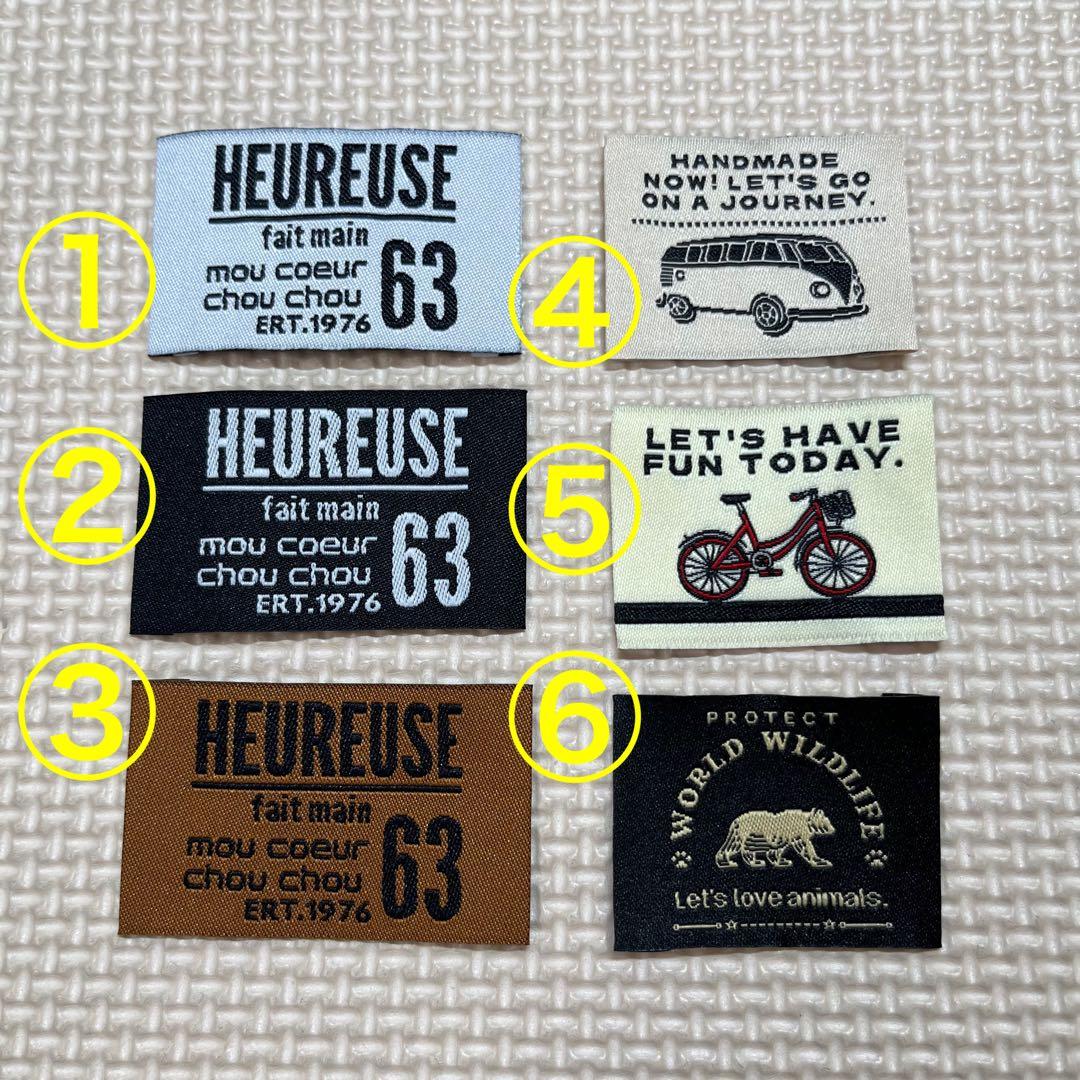 ①
HEUREUSE
fait main
mou coeur
chou chou
ERT.1976
63
②
HEUREUSE
fait main
mou coeur
chou chou
ERT.1976
63
③
HEUREUSE
fait main
mou coeur
chou chou
ERT.1976
63
④
HANDMADE
NOW! LET'S GO
ON A JOURNEY.
⑤
LET'S HAVE
FUN TODAY.
⑥
PROTECT
WORLD WILDLIFE
Let's love animals.